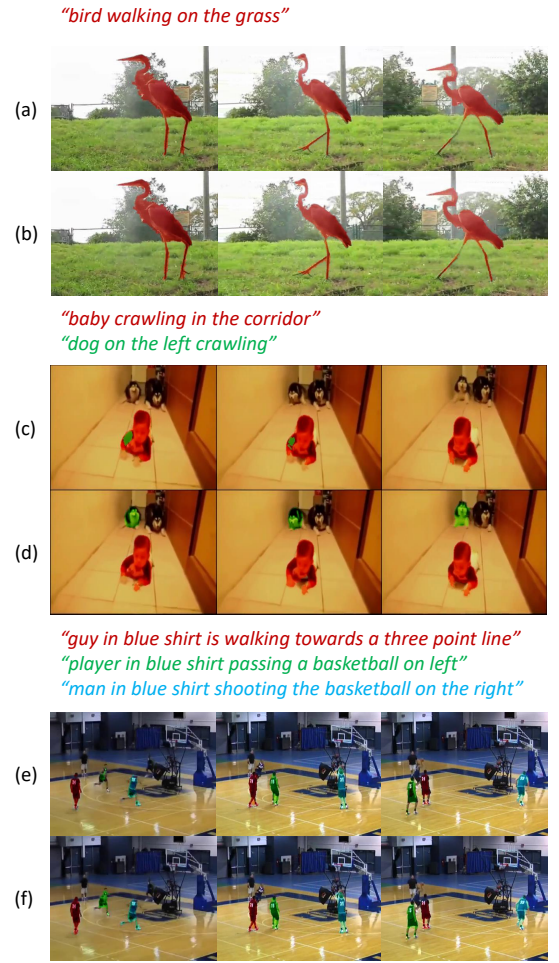 “bird walking on the grass”
(a)
(b)
“baby crawling in the corridor”
“dog on the left crawling”
(c)
(d)
“guy in blue shirt is walking towards a three point line”
“player in blue shirt passing a basketball on left”
“man in blue shirt shooting the basketball on the right”
(e)
(f)